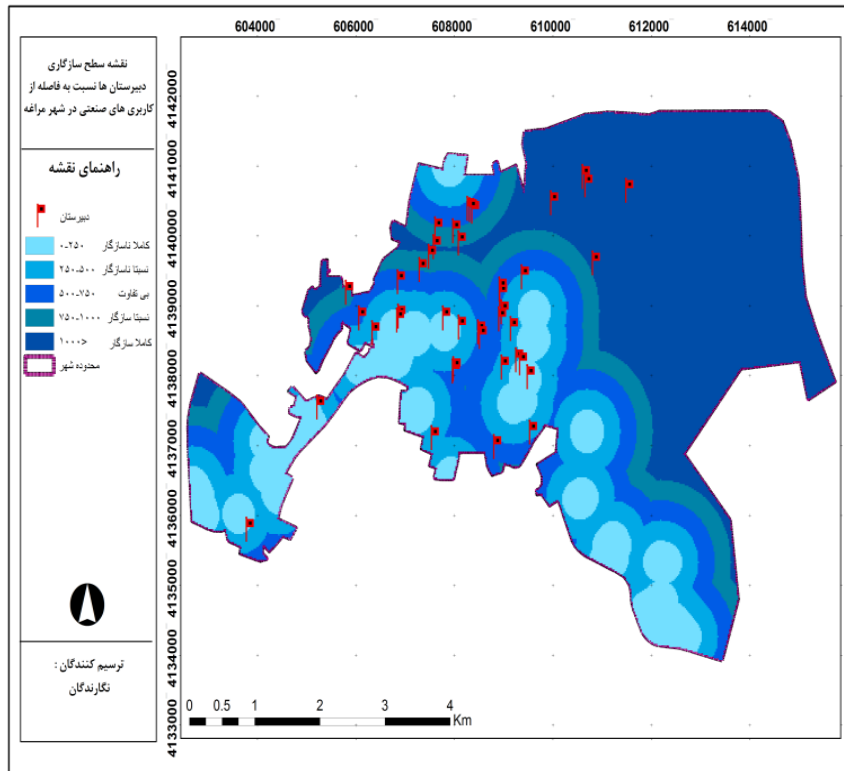 نقشه سطح سازگاری
دبیرستان ها نسبت به فاصله از
کاربری های صنعتی در شهر مراغه
راهنمای نقشه
دبیرستان
کاملا ناسازگار ۰-۲۵۰
نسبتا ناسازگار ۲۵۰-۵۰۰
بی تفاوت ۵۰۰-۷۵۰
نسبتا سازگار ۷۵۰-۱۰۰۰
کاملا سازگار ۱۰۰۰<
محدوده شهر
ترسیم کنندگان :
نگارندگان
604000 606000 608000 610000 612000 614000
4142000
4141000
4140000
4139000
4138000
4137000
4136000
4135000
4134000
4133000
0 0.5 1 2 3 4
Km